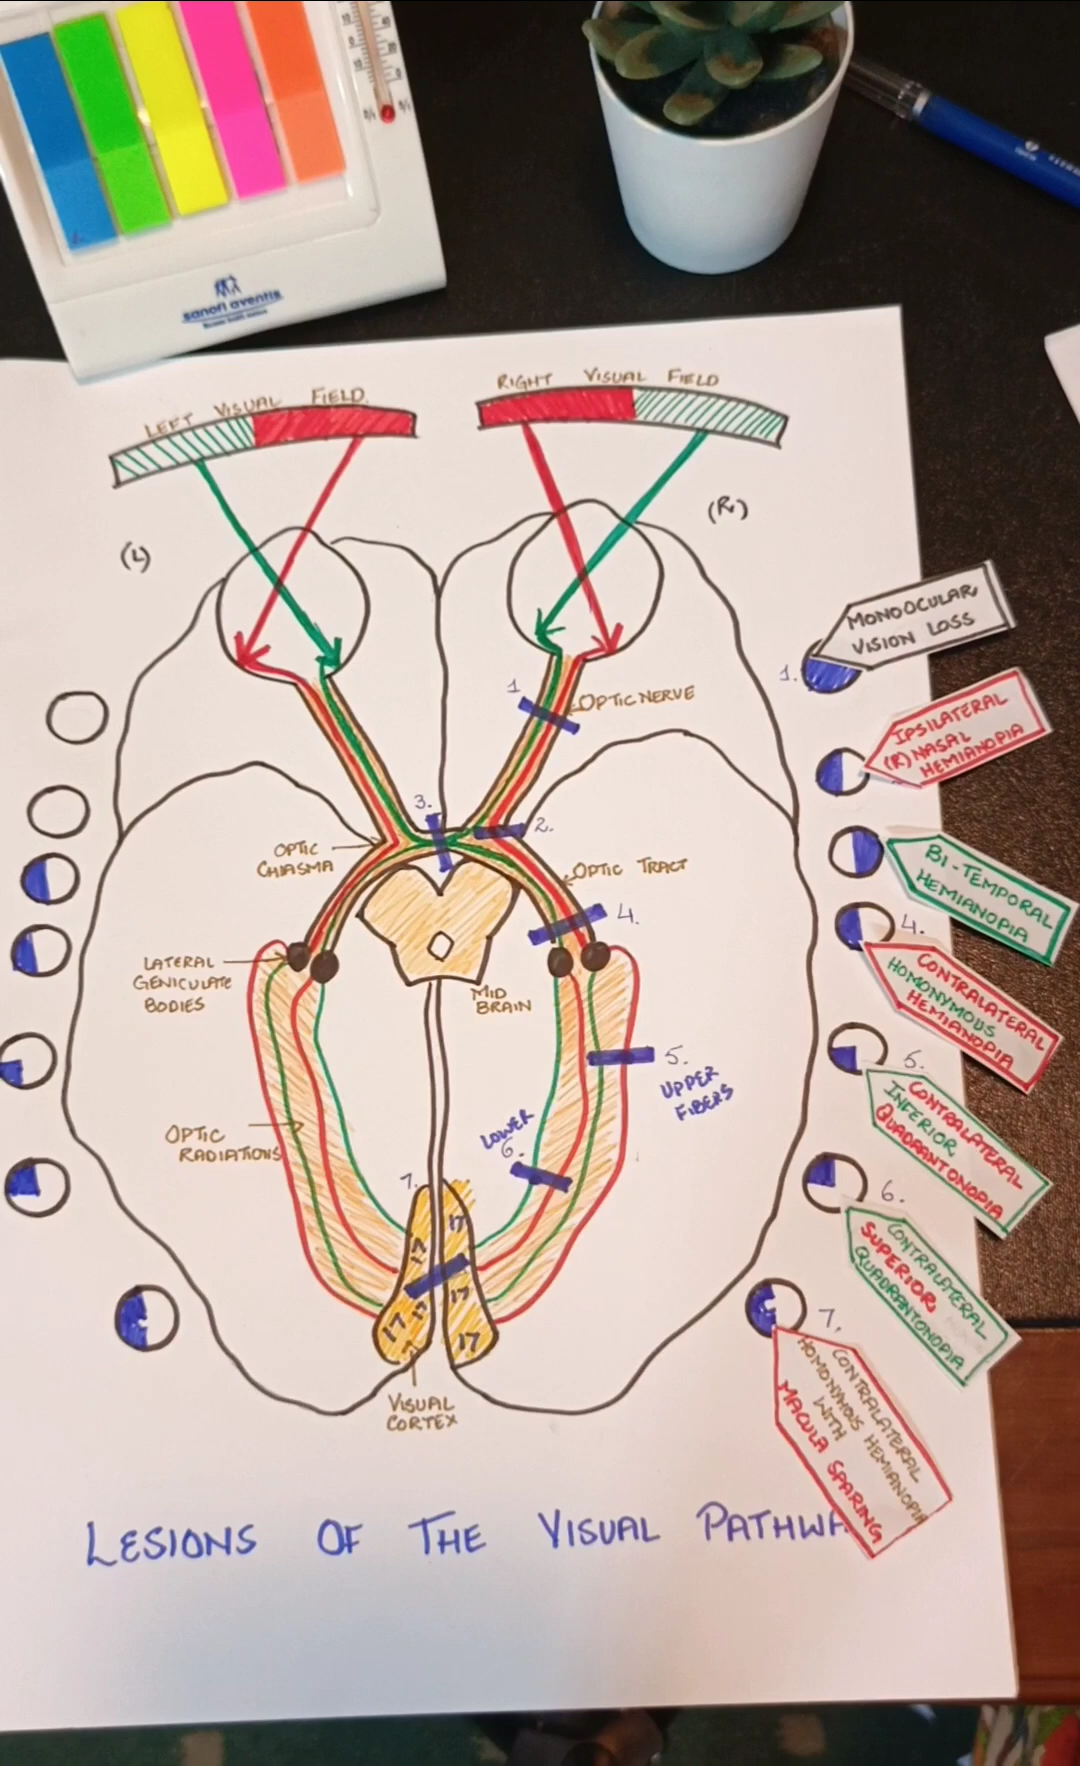 sanofi aventis
LEFT VISUAL FIELD
RIGHT VISUAL FIELD
(L)
(R)
1
OPTIC NERVE
3.
2.
OPTIC
CHIASMA
OPTIC TRACT
4.
LATERAL
GENICULATE
BODIES
MID
BRAIN
5.
UPPER
FIBERS
LOWER
6.
OPTIC
RADIATIONS
7.
17
17
17
17
17
17
VISUAL
CORTEX
1.
MONOOCULAR
VISION LOSS
IPSILATERAL
(R) NASAL
HEMIANOPIA
BI-TEMPORAL
HEMIANOPIA
4.
CONTRALATERAL
HOMONYMOUS
HEMIANOPIA
5.
CONTRALATERAL
INFERIOR
QUADRANTONOPIA
6.
CONTRALATERAL
SUPERIOR
QUADRANTONOPIA
7.
CONTRALATERAL
HOMONYMOUS HEMIANOPIA
WITH
MACULA SPARING
LESIONS OF THE VISUAL PATHWA